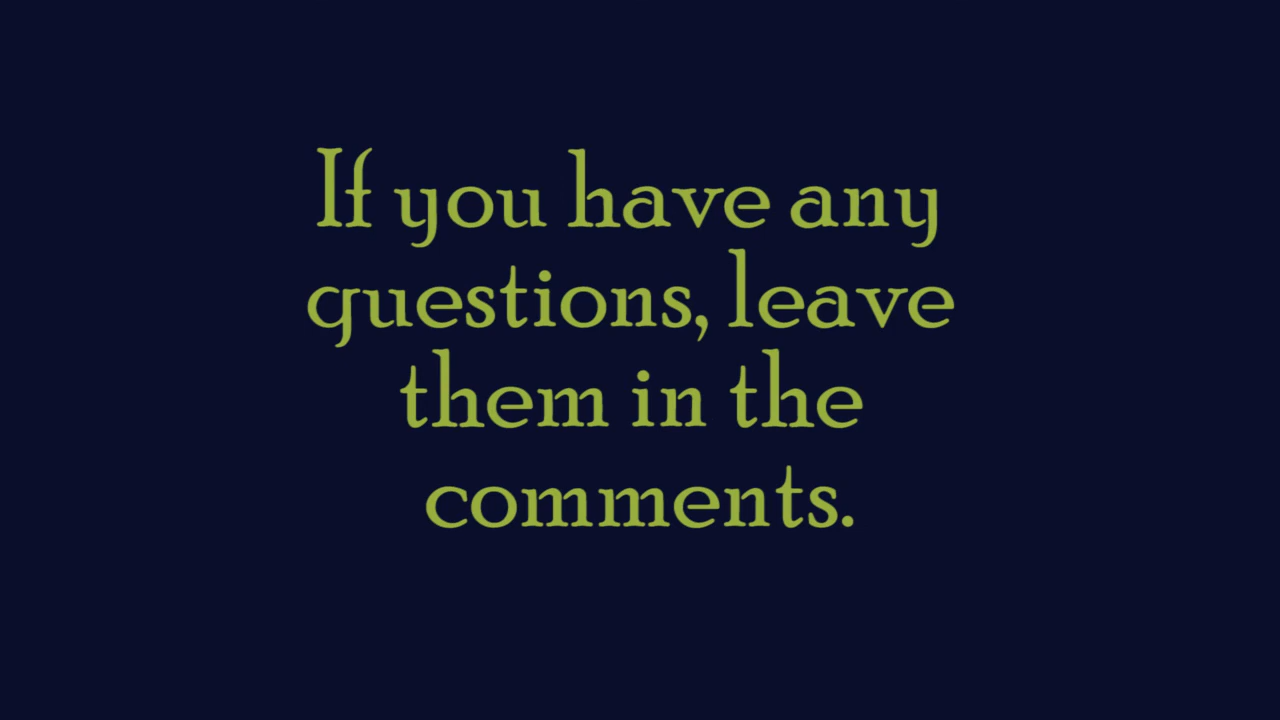 If you have any
questions, leave
them in the
comments.